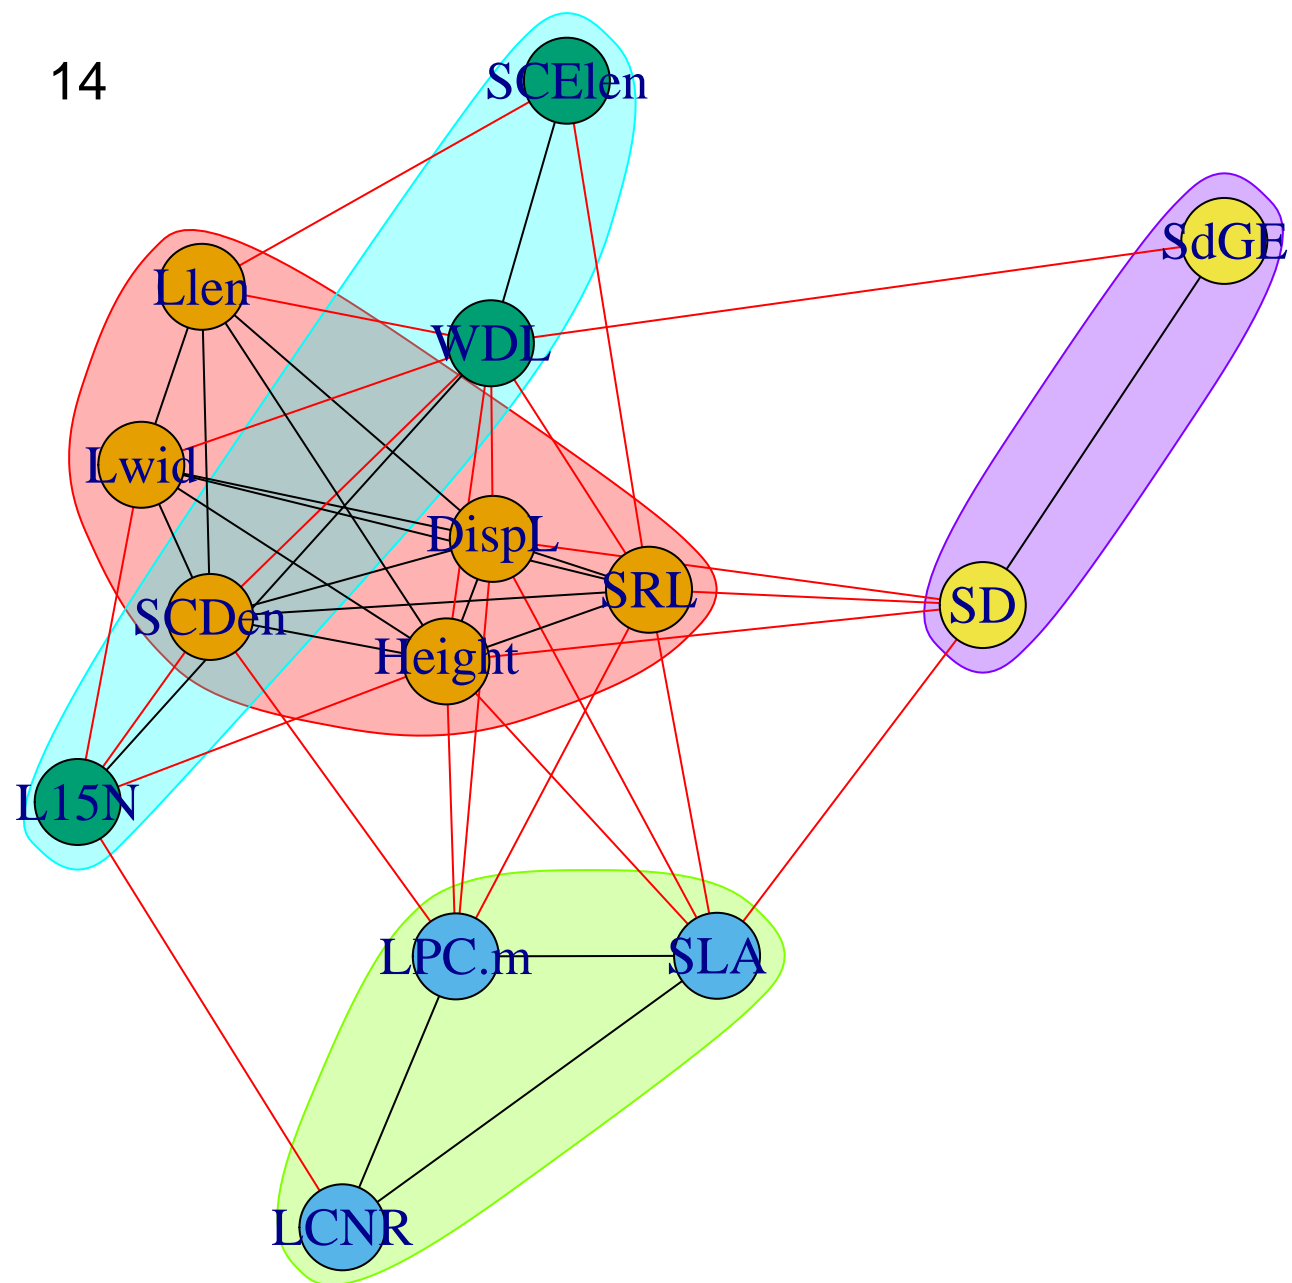 14
SCElen
SdGE
Llen
WDL
Lwid
DispL
SRL
SD
SCDen
Height
L15N
LPC.m
SLA
LCNR